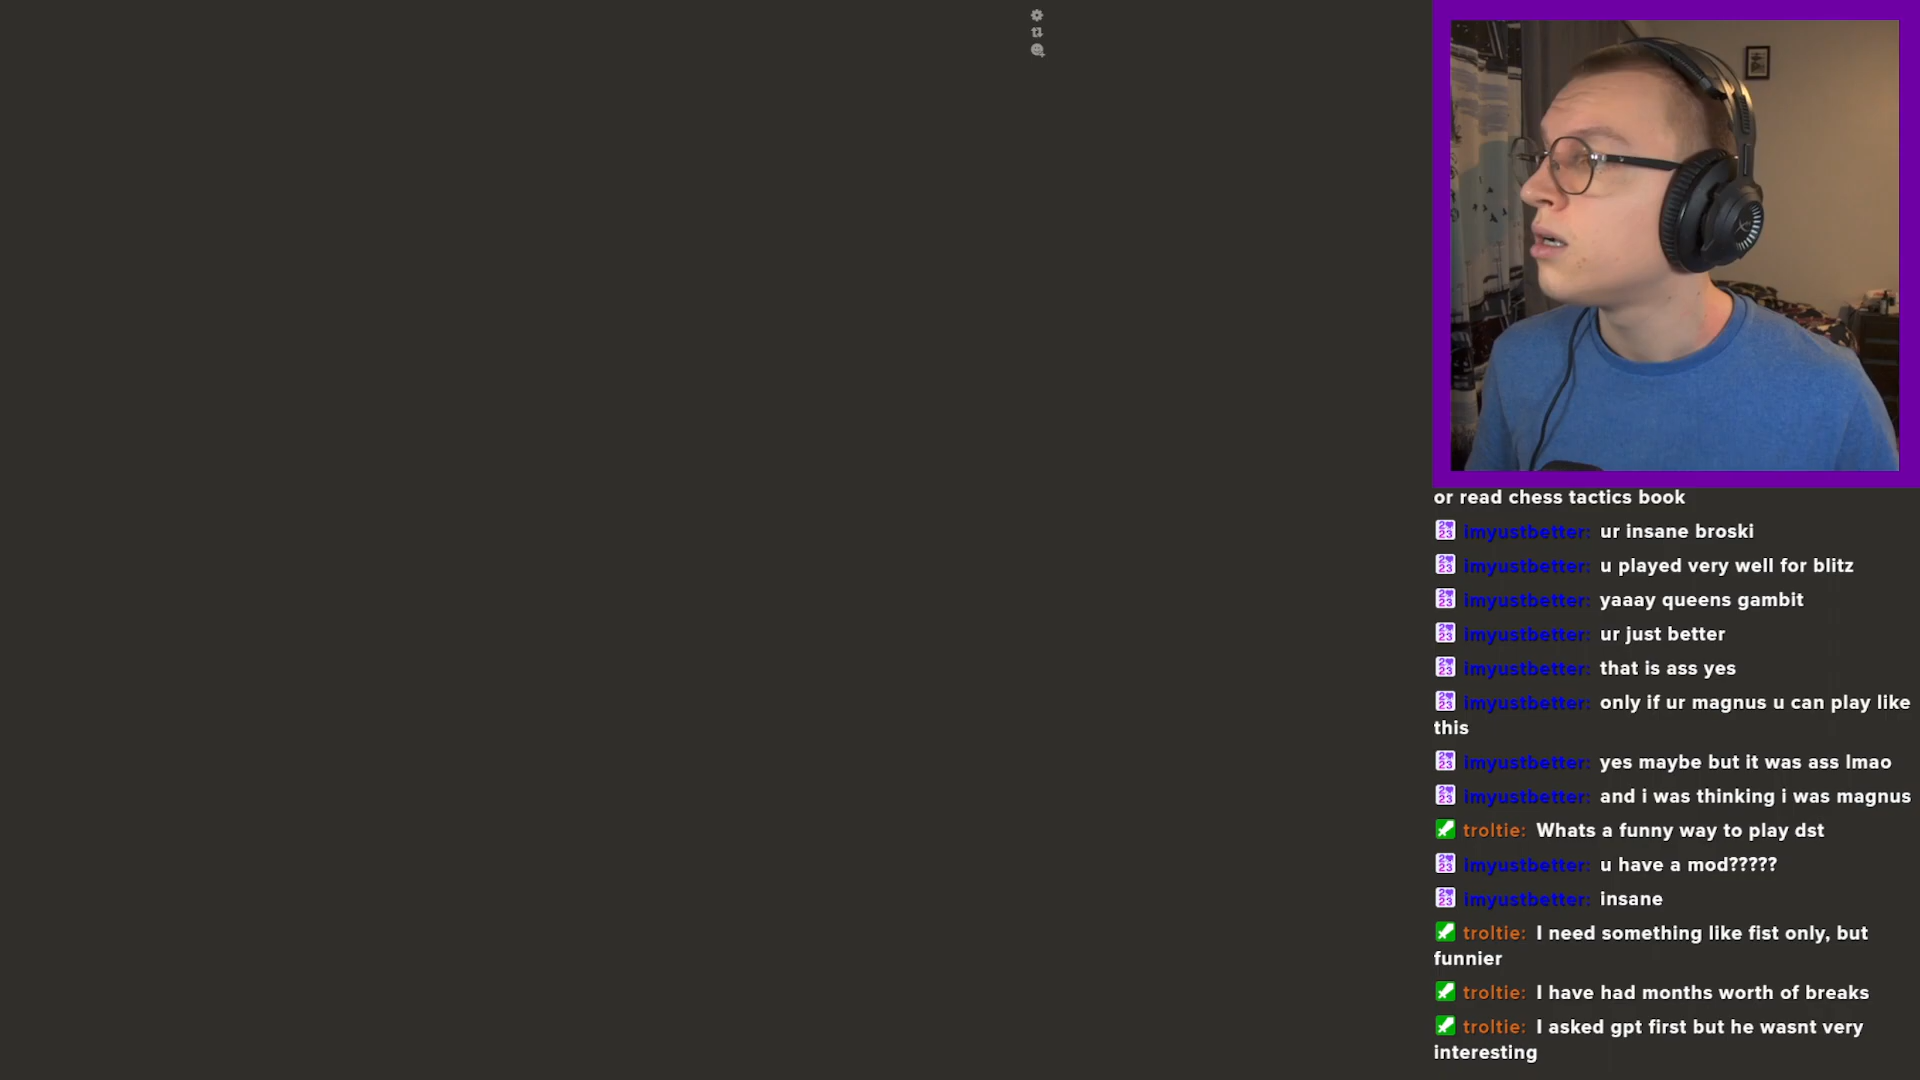 or read chess tactics book
imyustbetter: ur insane broski
imyustbetter: u played very well for blitz
imyustbetter: yaaay queens gambit
imyustbetter: ur just better
imyustbetter: that is ass yes
imyustbetter: only if ur magnus u can play like
this
imyustbetter: yes maybe but it was ass lmao
imyustbetter: and i was thinking i was magnus
troltie: Whats a funny way to play dst
imyustbetter: u have a mod?????
imyustbetter: insane
troltie: I need something like fist only, but
funnier
troltie: I have had months worth of breaks
troltie: I asked gpt first but he wasnt very
interesting